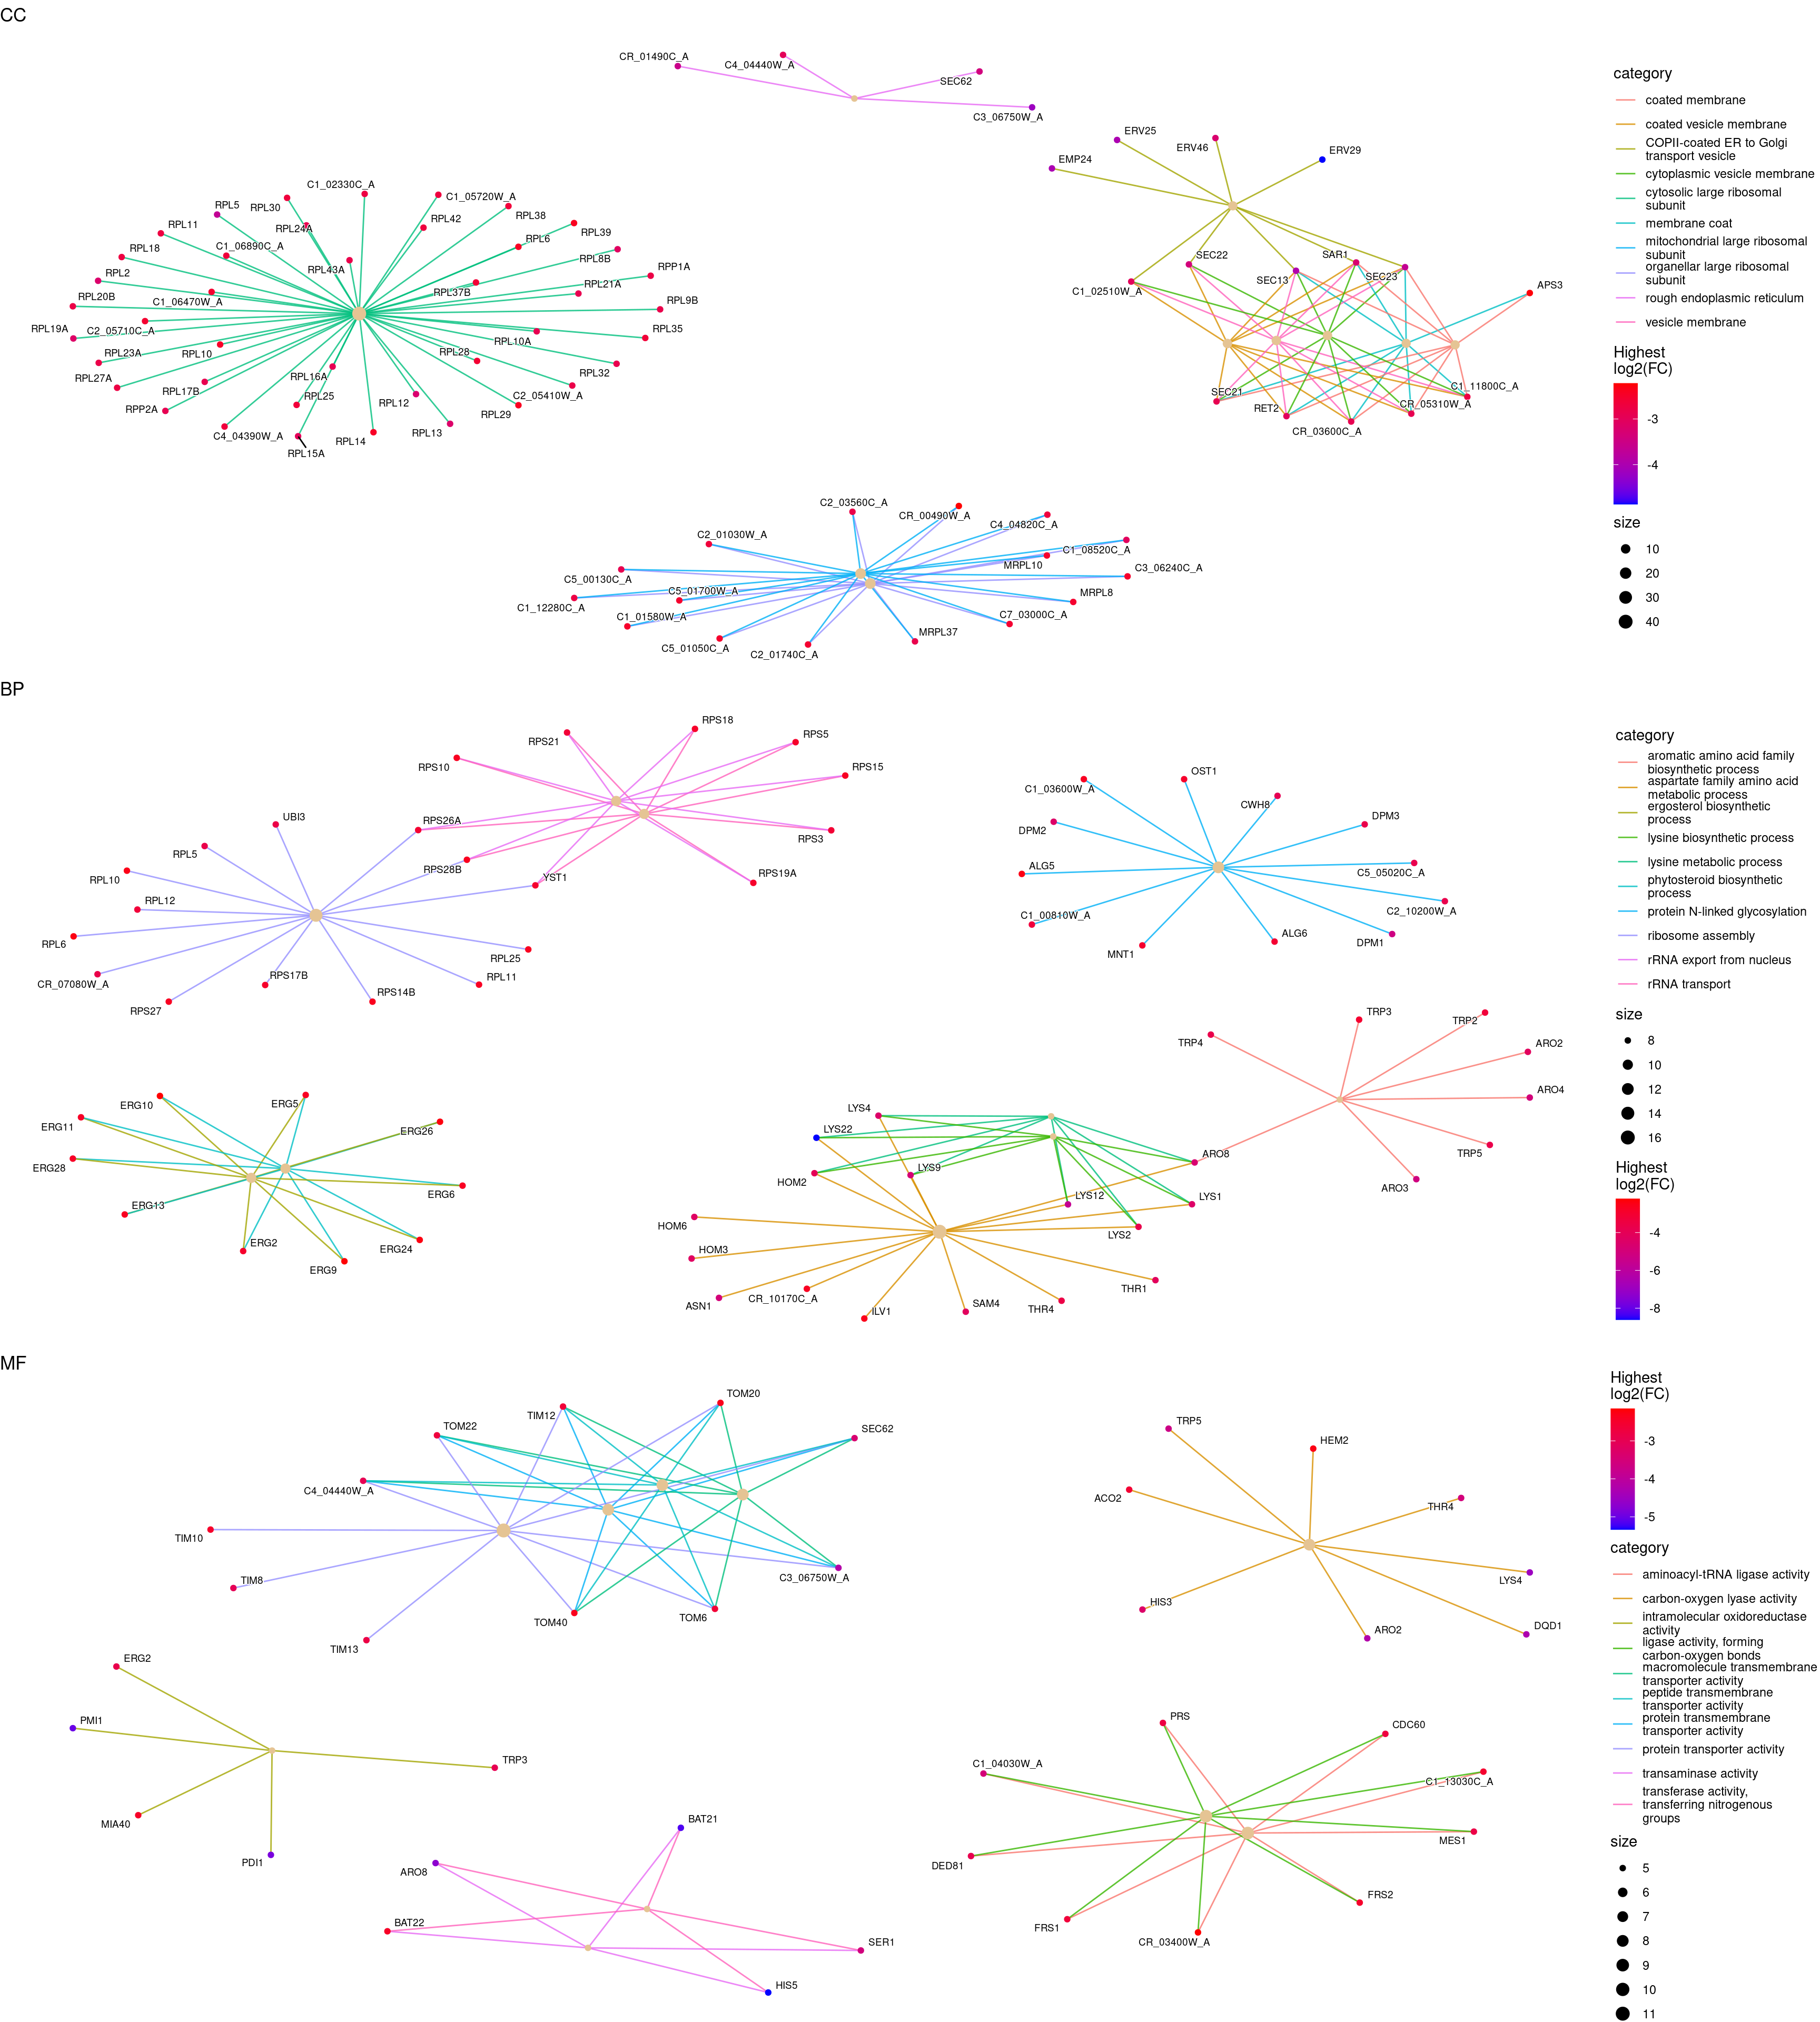 CC
CR_01490C_A
C4_04440W_A
SEC62
C3_06750W_A
ERV25
ERV46
ERV29
EMP24
C1_02330C_A
C1_05720W_A
RPL5
RPL30
RPL38
RPL42
RPL11
RPL24A
RPL39
RPL18
C1_06890C_A
RPL6
RPL8B
RPL2
RPL43A
RPP1A
RPL37B
RPL21A
RPL20B
C1_06470W_A
RPL9B
RPL19A
C2_05710C_A
RPL35
RPL23A
RPL10
RPL10A
RPL28
RPL27A
RPL16A
RPL32
RPL17B
RPL25
RPL12
C2_05410W_A
RPP2A
RPL29
C4_04390W_A
RPL14
RPL13
RPL15A
SEC22
SAR1
SEC13
SEC23
C1_02510W_A
APS3
SEC21
C1_11800C_A
RET2
CR_05310W_A
CR_03600C_A
C2_03560C_A
CR_00490W_A
C4_04820C_A
C2_01030W_A
C1_08520C_A
MRPL10
C3_06240C_A
C5_00130C_A
C5_01700W_A
MRPL8
C1_12280C_A
C1_01580W_A
C7_03000C_A
MRPL37
C5_01050C_A
C2_01740C_A
category
coated membrane
coated vesicle membrane
COPII-coated ER to Golgi
transport vesicle
cytoplasmic vesicle membrane
cytosolic large ribosomal
subunit
membrane coat
mitochondrial large ribosomal
subunit
organellar large ribosomal
subunit
rough endoplasmic reticulum
vesicle membrane
Highest
log2(FC)
-3
-4
size
10
20
30
40
BP
RPS18
RPS21
RPS5
RPS10
RPS15
UBI3
RPS26A
RPS3
RPL5
RPS28B
YST1
RPS19A
RPL10
RPL12
RPL6
RPL25
CR_07080W_A
RPS17B
RPL11
RPS27
RPS14B
C1_03600W_A
OST1
CWH8
DPM2
DPM3
ALG5
C5_05020C_A
C1_00810W_A
C2_10200W_A
MNT1
ALG6
DPM1
TRP4
TRP3
TRP2
ARO2
ARO4
TRP5
ARO3
ERG10
ERG5
ERG11
ERG26
ERG28
ERG6
ERG13
ERG2
ERG24
ERG9
LYS4
LYS22
ARO8
LYS9
HOM2
LYS12
LYS1
HOM6
LYS2
HOM3
ASN1
CR_10170C_A
THR1
ILV1
SAM4
THR4
category
aromatic amino acid family
biosynthetic process
aspartate family amino acid
metabolic process
ergosterol biosynthetic
process
lysine biosynthetic process
lysine metabolic process
phytosteroid biosynthetic
process
protein N-linked glycosylation
ribosome assembly
rRNA export from nucleus
rRNA transport
size
8
10
12
14
16
Highest
log2(FC)
-4
-6
-8
MF
TOM20
TIM12
TOM22
SEC62
C4_04440W_A
TIM10
TIM8
C3_06750W_A
TOM40
TOM6
TIM13
TRP5
HEM2
ACO2
THR4
LYS4
HIS3
ARO2
DQD1
ERG2
PMI1
TRP3
MIA40
PDI1
BAT21
ARO8
BAT22
SER1
HIS5
PRS
CDC60
C1_04030W_A
C1_13030C_A
MES1
DED81
FRS2
FRS1
CR_03400W_A
Highest
log2(FC)
-3
-4
-5
category
aminoacyl-tRNA ligase activity
carbon-oxygen lyase activity
intramolecular oxidoreductase
activity
ligase activity, forming
carbon-oxygen bonds
macromolecule transmembrane
transporter activity
peptide transmembrane
transporter activity
protein transmembrane
transporter activity
protein transporter activity
transaminase activity
transferase activity,
transferring nitrogenous
groups
size
5
6
7
8
9
10
11